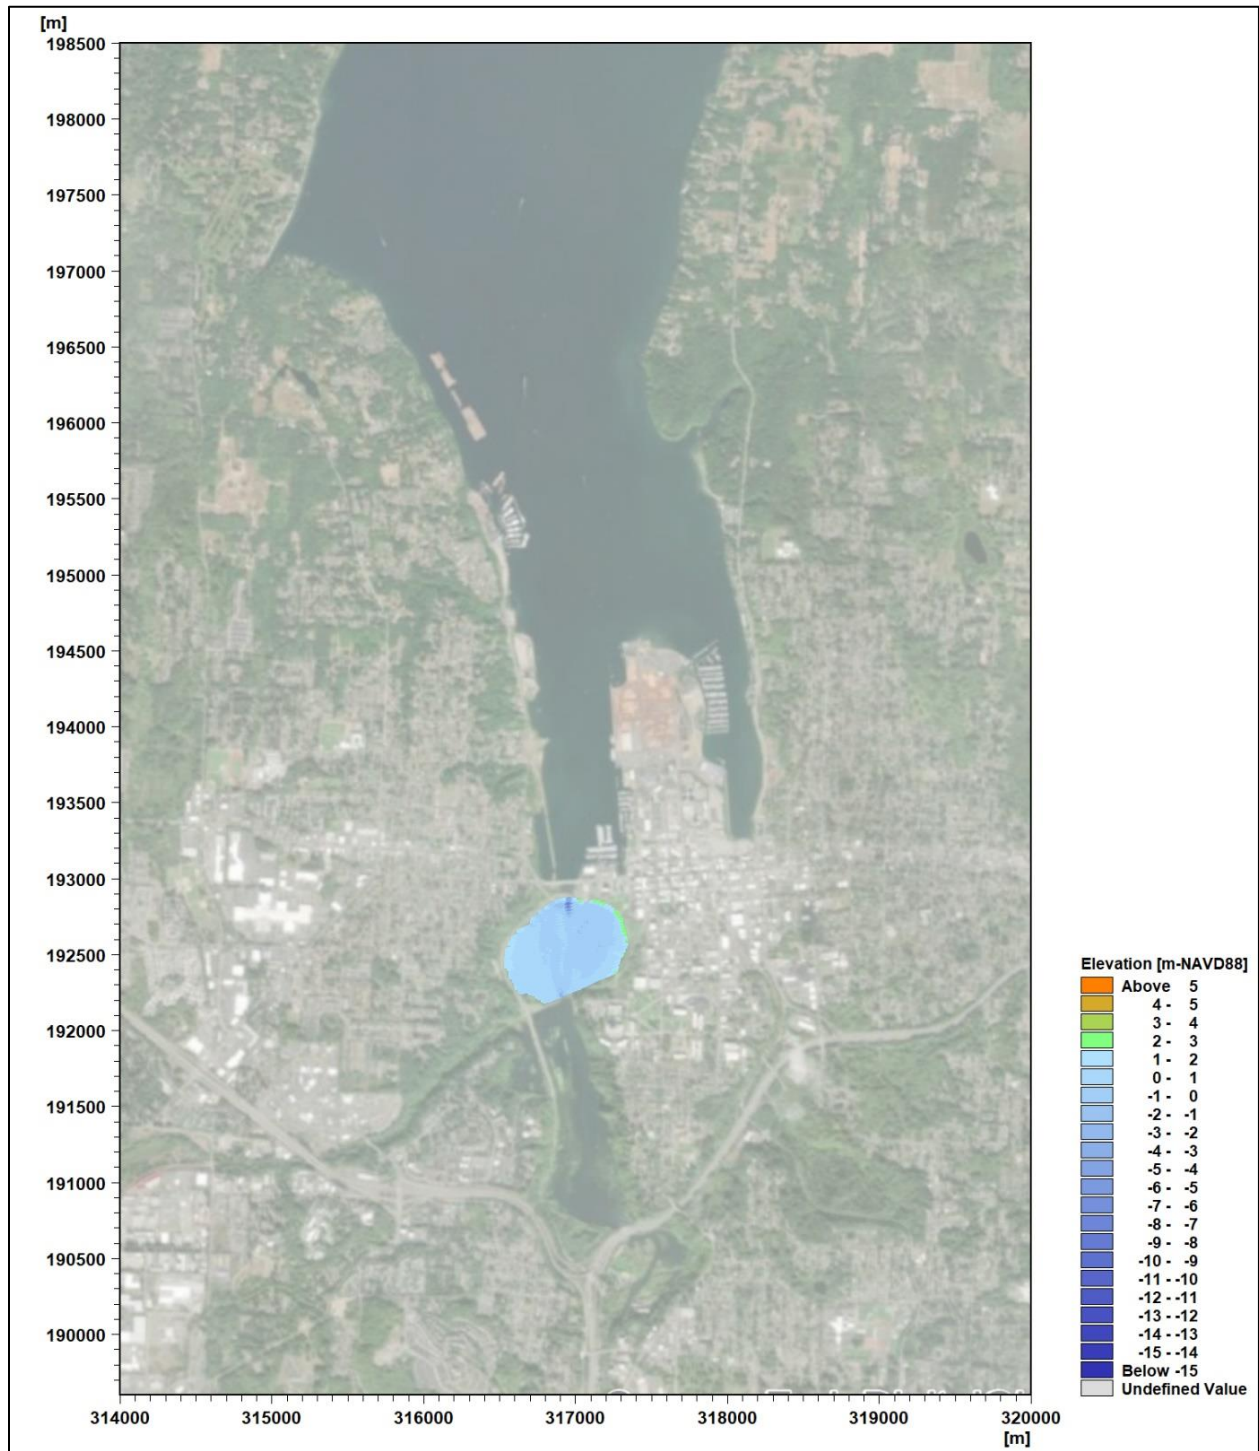 [m]
198500
198000
197500
197000
196500
196000
195500
195000
194500
194000
193500
193000
192500
192000
191500
191000
190500
190000
314000 315000 316000 317000 318000 319000 320000
[m]
Elevation [m-NAVD88]
Above 5
4 - 5
3 - 4
2 - 3
1 - 2
0 - 1
-1 - 0
-2 - -1
-3 - -2
-4 - -3
-5 - -4
-6 - -5
-7 - -6
-8 - -7
-9 - -8
-10 - -9
-11 - -10
-12 - -11
-13 - -12
-14 - -13
-15 - -14
Below -15
Undefined Value